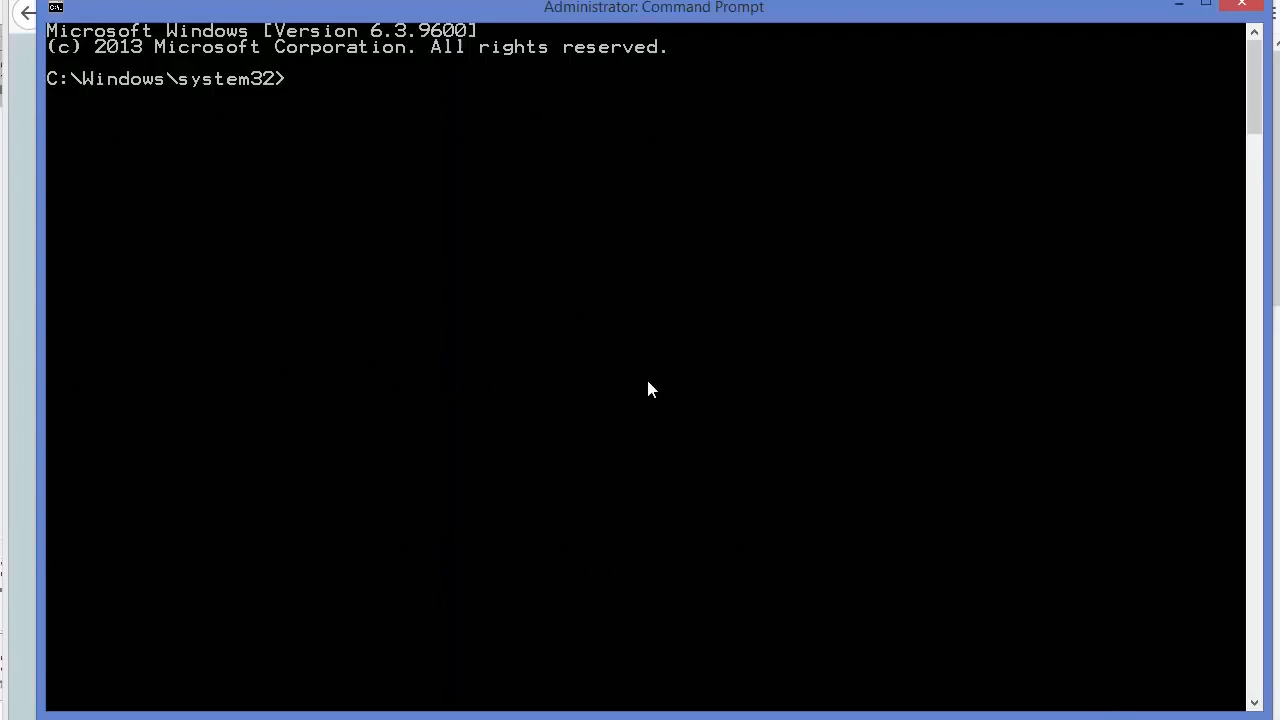 Administrator: Command Prompt
Microsoft Windows [Version 6.3.9600]
(c) 2013 Microsoft Corporation. All rights reserved.
C:\Windows\system32>